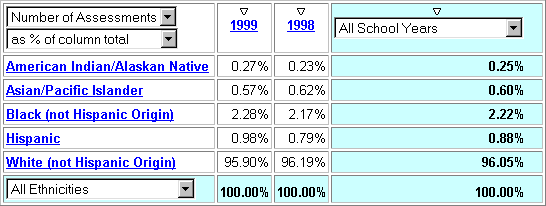 Number of Assessments
as % of column total
1999 1998 All School Years
American Indian/Alaskan Native 0.27% 0.23% 0.25%
Asian/Pacific Islander 0.57% 0.62% 0.60%
Black (not Hispanic Origin) 2.28% 2.17% 2.22%
Hispanic 0.98% 0.79% 0.88%
White (not Hispanic Origin) 95.90% 96.19% 96.05%
All Ethnicities 100.00% 100.00% 100.00%